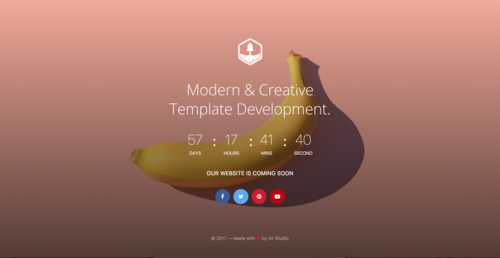 Modern & Creative
Template Development.
57 : 17 : 41 : 40
DAYS HOURS MINS SECOND
OUR WEBSITE IS COMING SOON
© 2017 — Made with ❤ by Alr Studio